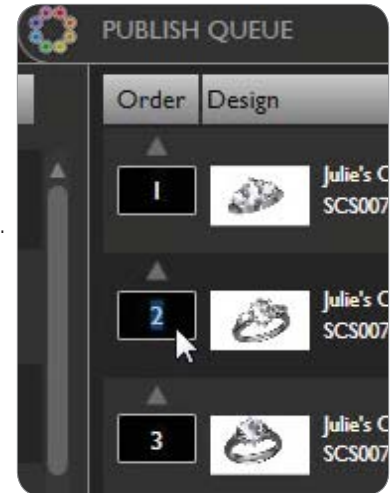 PUBLISH QUEUE
Order Design
1 Julie's C
SCS007
2 Julie's C
SCS007
3 Julie's C
SCS007